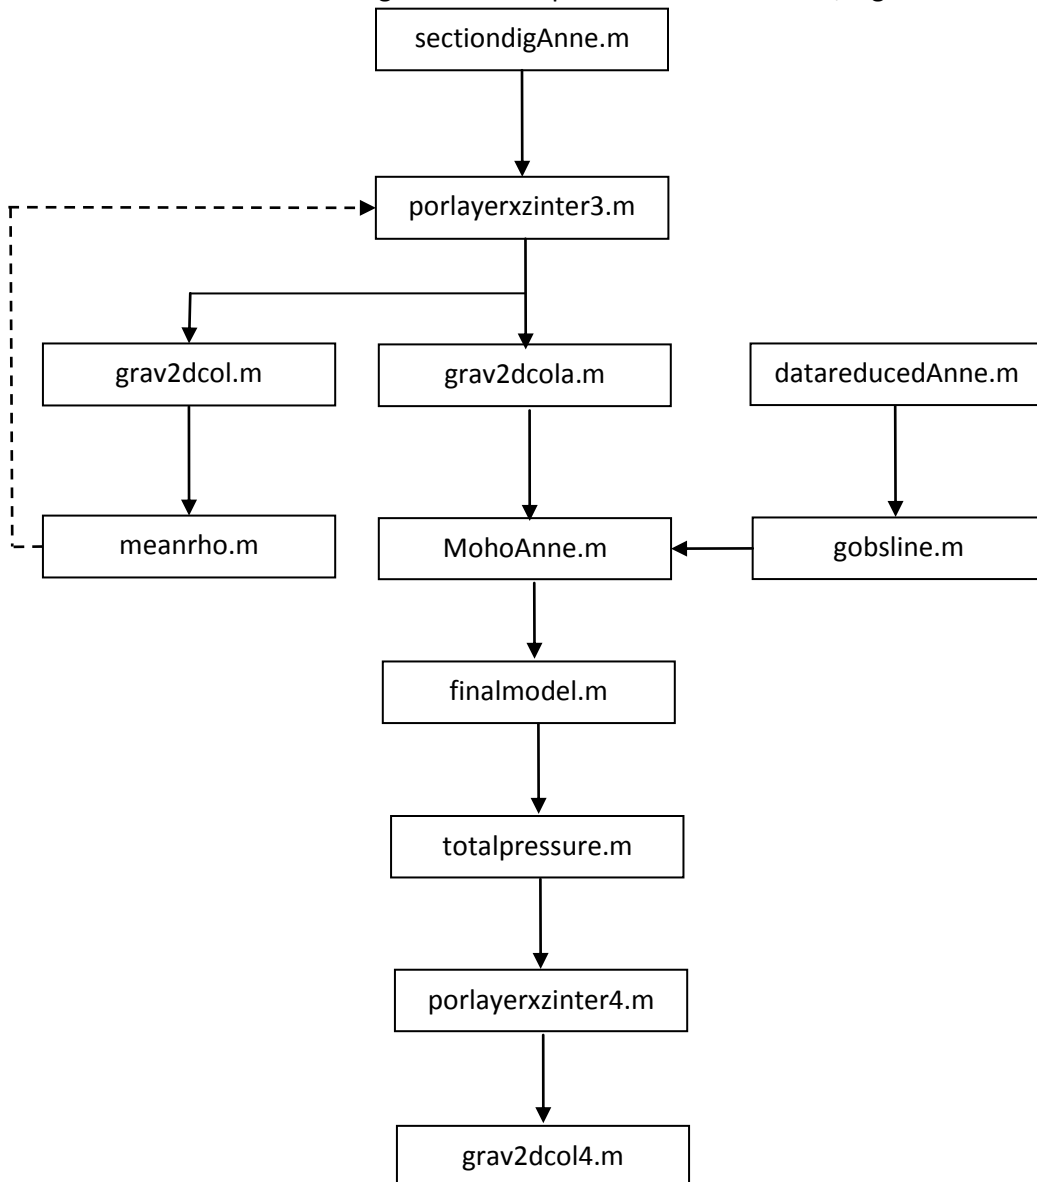 sectiondigAnne.m
porlayerxzinter3.m
grav2dcol.m
grav2dcola.m
datareducedAnne.m
meanrho.m
MohoAnne.m
gobsline.m
finalmodel.m
totalpressure.m
porlayerxzinter4.m
grav2dcol4.m